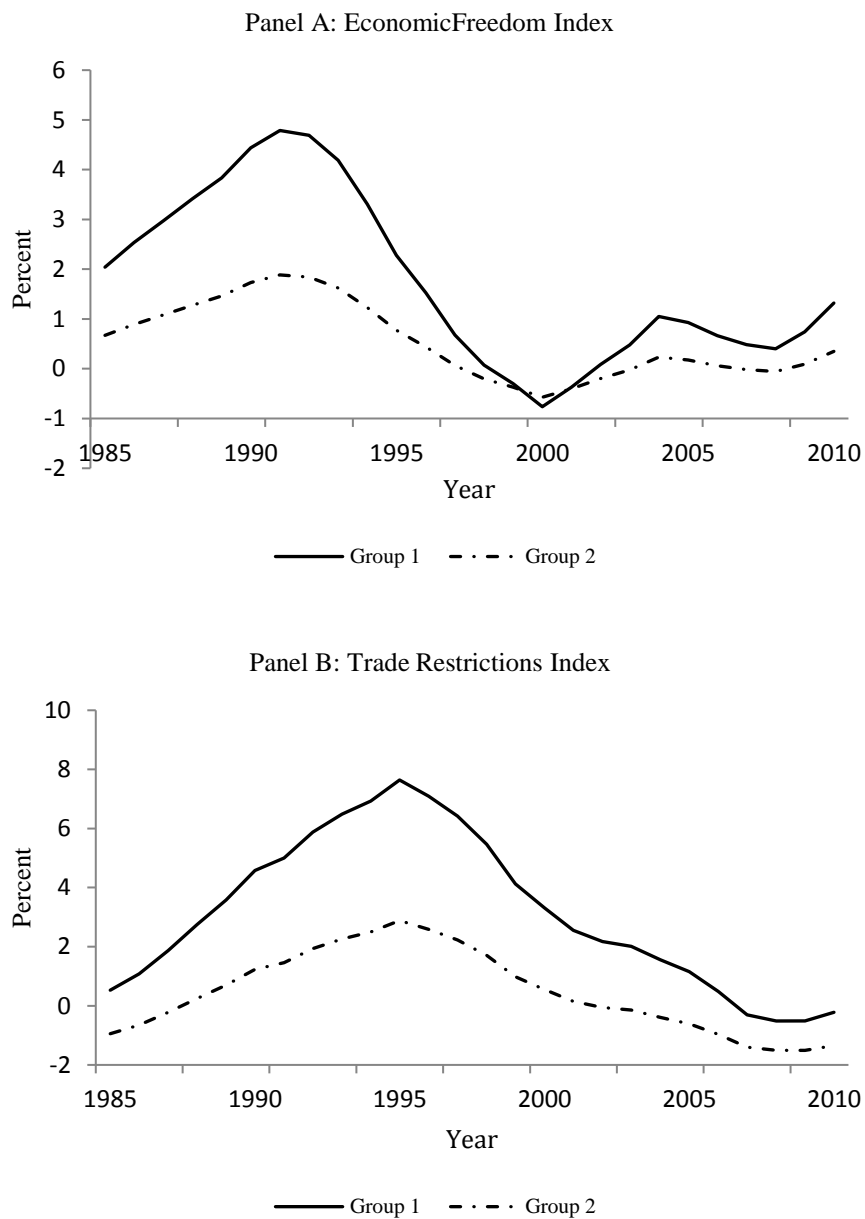 Panel A: EconomicFreedom Index
6
5
4
3
2
1
0
-1
-2
Percent
1985 1990 1995 2000 2005 2010
Year
Group 1 Group 2
Panel B: Trade Restrictions Index
10
8
6
4
2
0
-2
Percent
1985 1990 1995 2000 2005 2010
Year
Group 1 Group 2